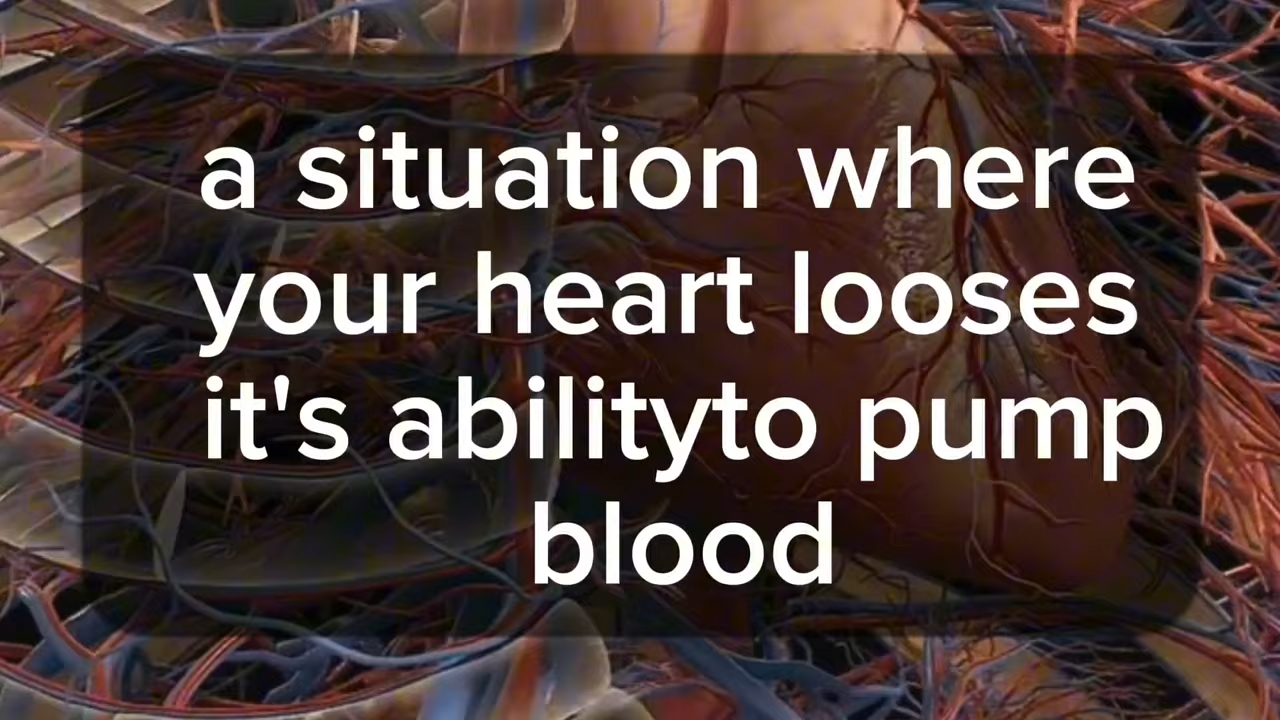 a situation where
your heart looses
it's abilityto pump
blood